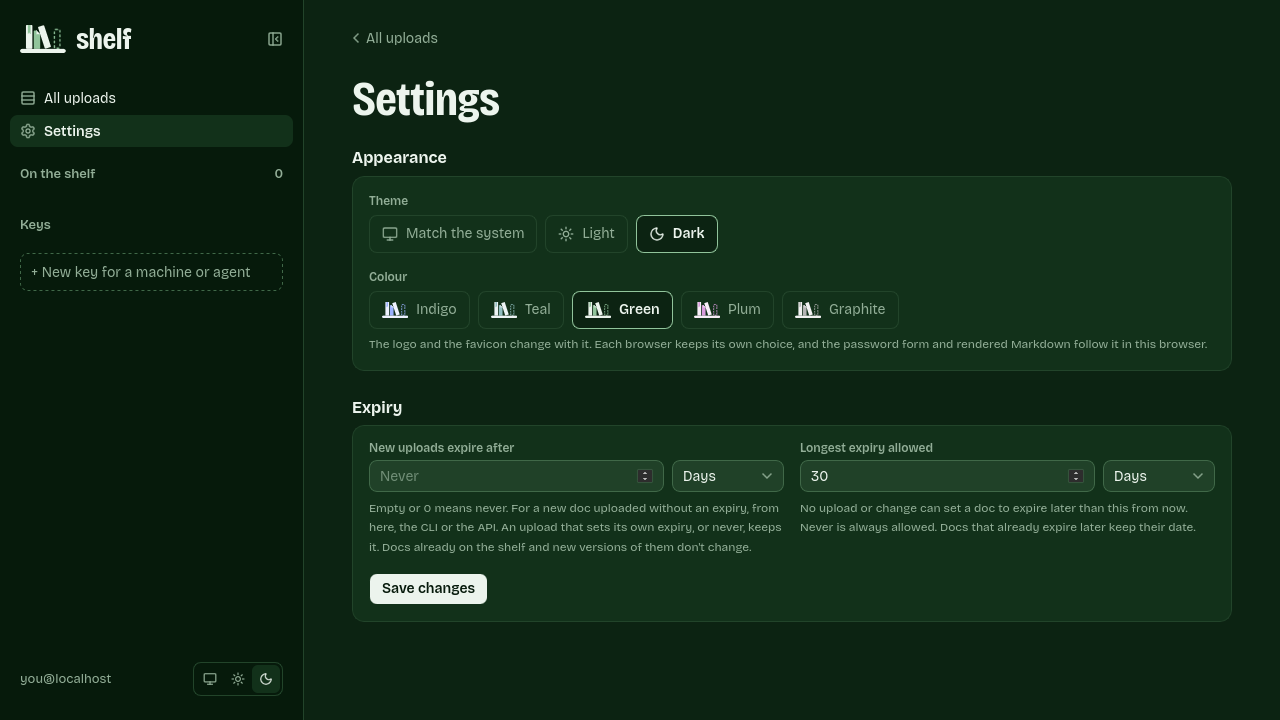 shelf
All uploads
Settings
On the shelf 0
Keys
+ New key for a machine or agent
you@localhost
All uploads
Settings
Appearance
Theme
Match the system Light Dark
Colour
Indigo Teal Green Plum Graphite
The logo and the favicon change with it. Each browser keeps its own choice, and the password form and rendered Markdown follow it in this browser.
Expiry
New uploads expire after
Never Days
Empty or 0 means never. For a new doc uploaded without an expiry, from
here, the CLI or the API. An upload that sets its own expiry, or never, keeps
it. Docs already on the shelf and new versions of them don't change.
Longest expiry allowed
30 Days
No upload or change can set a doc to expire later than this from now.
Never is always allowed. Docs that already expire later keep their date.
Save changes